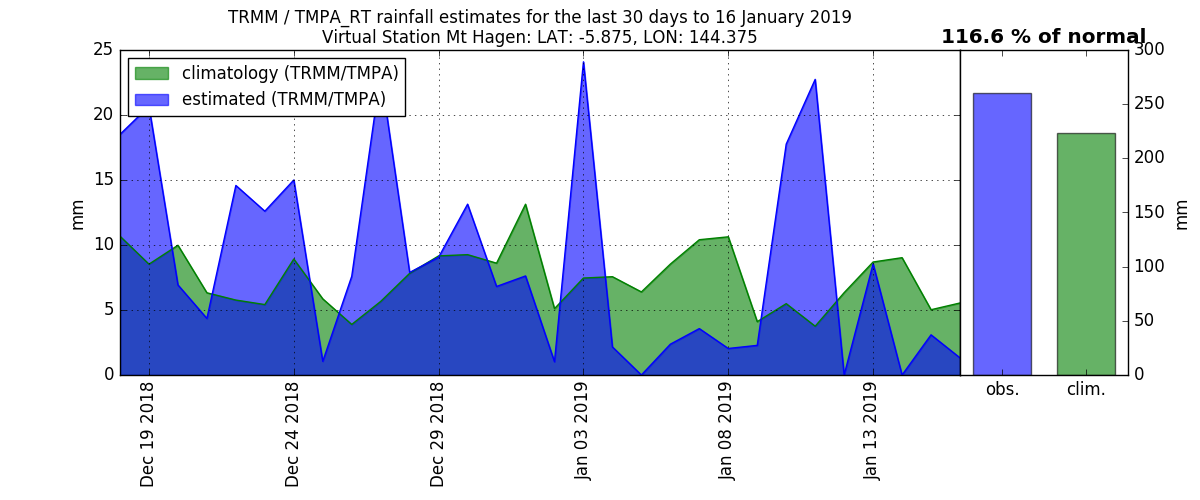 TRMM / TMPA_RT rainfall estimates for the last 30 days to 16 January 2019
Virtual Station Mt Hagen: LAT: -5.875, LON: 144.375
116.6 % of normal
climatology (TRMM/TMPA)
estimated (TRMM/TMPA)
25
20
15
10
5
0
mm
300
250
200
150
100
50
0
mm
Dec 19 2018
Dec 24 2018
Dec 29 2018
Jan 03 2019
Jan 08 2019
Jan 13 2019
obs.
clim.